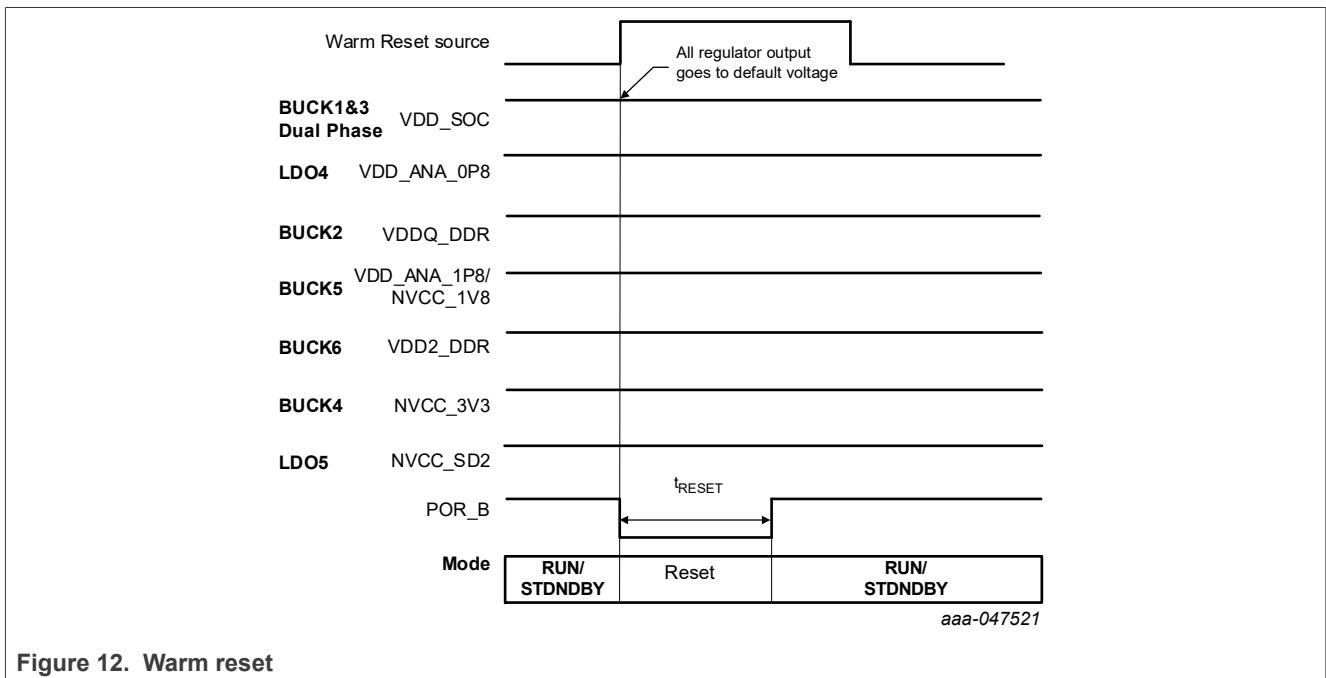 Warm Reset source
All regulator output
goes to default voltage
BUCK1&3
Dual Phase
VDD_SOC
LDO4 VDD_ANA_0P8
BUCK2 VDDQ_DDR
BUCK5
VDD_ANA_1P8/
NVCC_1V8
BUCK6 VDD2_DDR
BUCK4 NVCC_3V3
LDO5 NVCC_SD2
tRESET
POR_B
Mode
RUN/
STDNDBY
Reset
RUN/
STDNDBY
aaa-047521
Figure 12. Warm reset